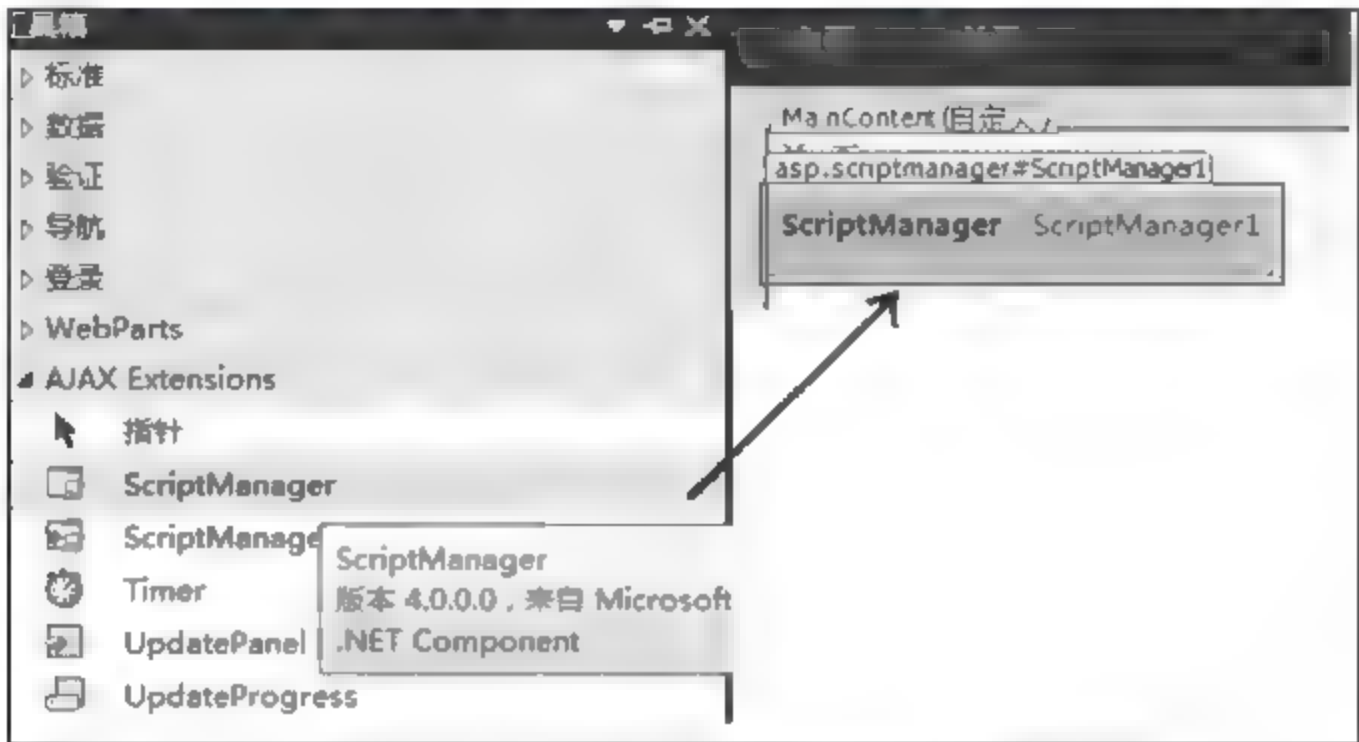 工具箱
标准
数据
验证
导航
登录
WebParts
AJAX Extensions
指针
ScriptManager
ScriptManage
Timer
UpdatePanel
UpdateProgress
ScriptManager
版本 4.0.0.0，来自 Microsoft
.NET Component
MainContent (自定义)
asp:scriptmanager#ScriptManager1
ScriptManager ScriptManager1